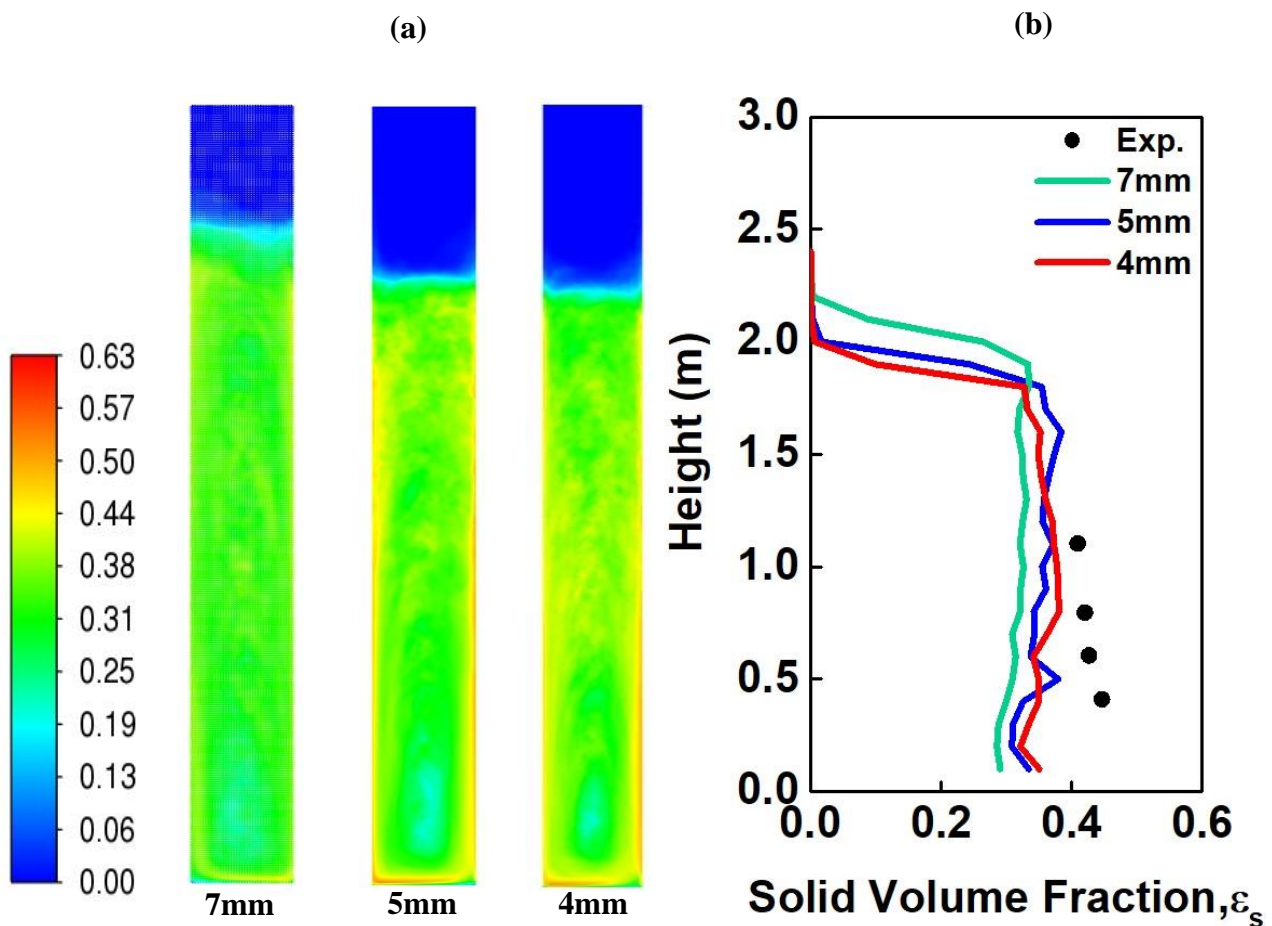 (a)
(b)
0.63
0.57
0.50
0.44
0.38
0.31
0.25
0.19
0.13
0.06
0.00
7mm
5mm
4mm
3.0
2.5
2.0
1.5
1.0
0.5
0.0
Height (m)
Exp.
7mm
5mm
4mm
0.0 0.2 0.4 0.6
Solid Volume Fraction,εs